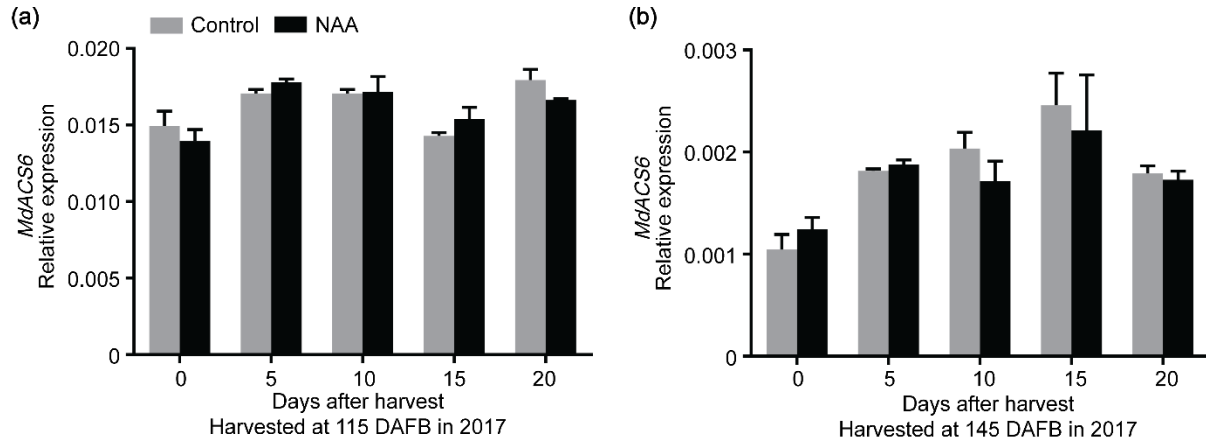 (a)
Control NAA
MdACS6
Relative expression
0.020
0.015
0.010
0.005
0
0 5 10 15 20
Days after harvest
Harvested at 115 DAFB in 2017
(b)
MdACS6
Relative expression
0.003
0.002
0.001
0
0 5 10 15 20
Days after harvest
Harvested at 145 DAFB in 2017